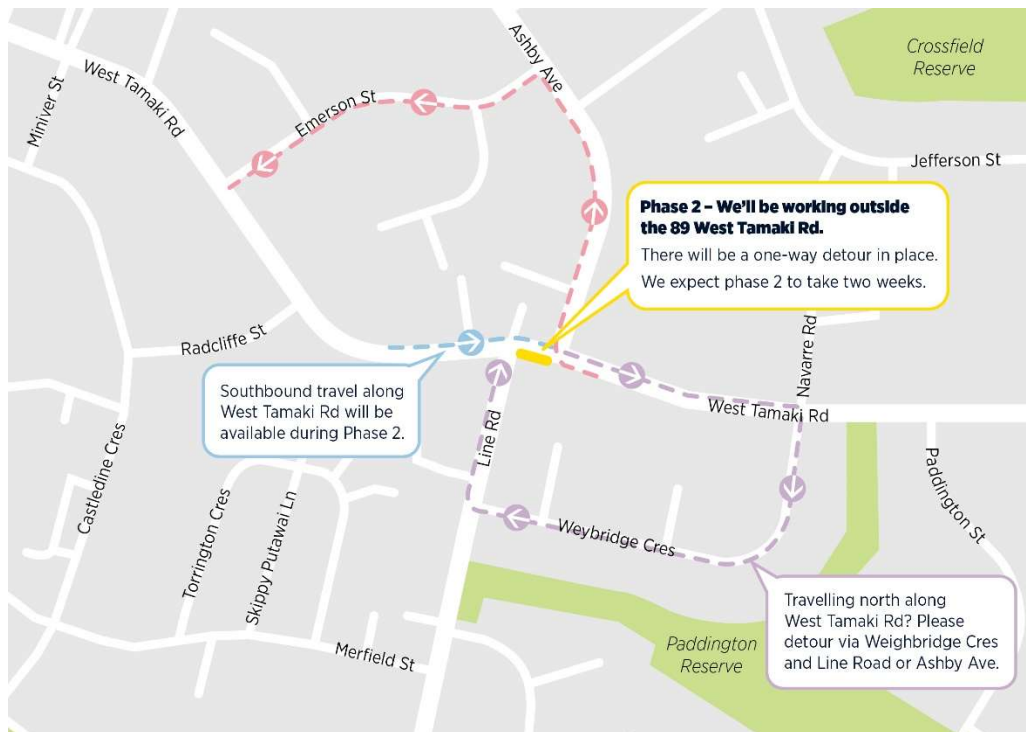 Crossfield
Reserve
Ashby Ave
West Tamaki Rd
Miniver St
Emerson St
Jefferson St
Phase 2 – We'll be working outside
the 89 West Tamaki Rd.
There will be a one-way detour in place.
We expect phase 2 to take two weeks.
Radcliffe St
Navarre Rd
Southbound travel along
West Tamaki Rd will be
available during Phase 2.
West Tamaki Rd
Line Rd
Castledine Cres
Torrington Cres
Skippy Putawai Ln
Paddington St
Weybridge Cres
Travelling north along
West Tamaki Rd? Please
detour via Weighbridge Cres
and Line Road or Ashby Ave.
Merfield St
Paddington
Reserve